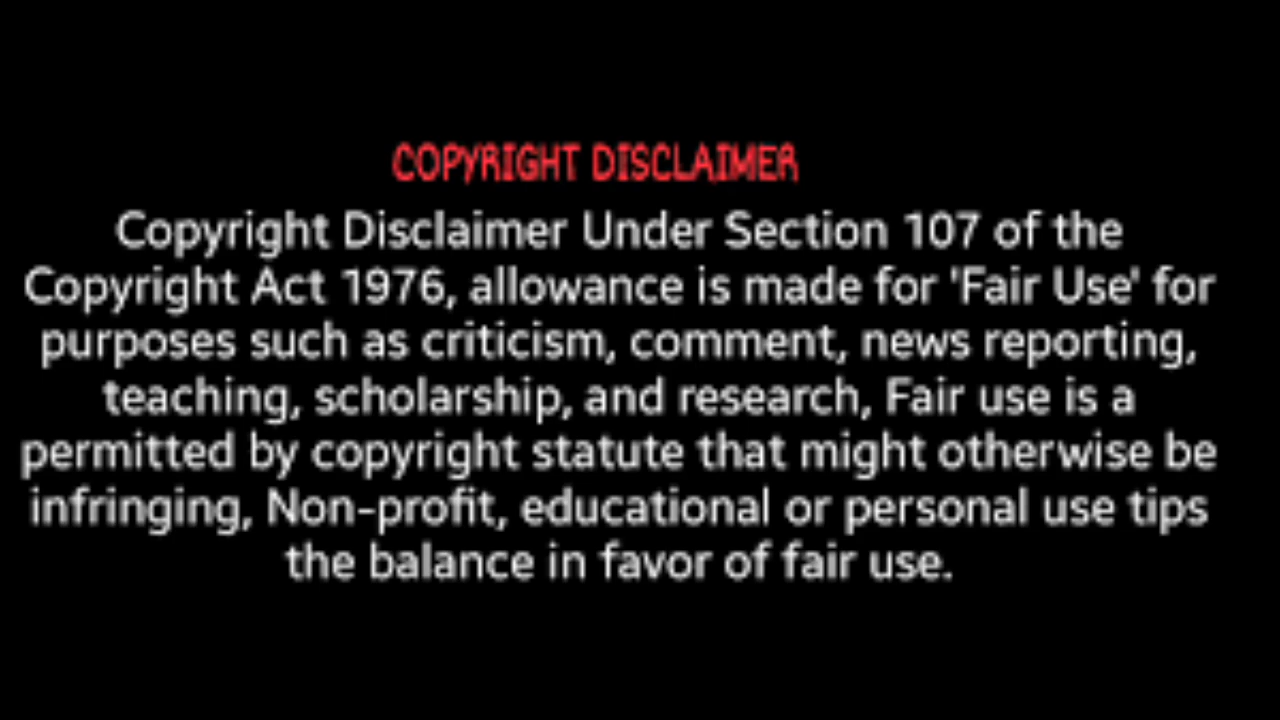 COPYRIGHT DISCLAIMER
Copyright Disclaimer Under Section 107 of the
Copyright Act 1976, allowance is made for 'Fair Use' for
purposes such as criticism, comment, news reporting,
teaching, scholarship, and research, Fair use is a
permitted by copyright statute that might otherwise be
infringing, Non-profit, educational or personal use tips
the balance in favor of fair use.